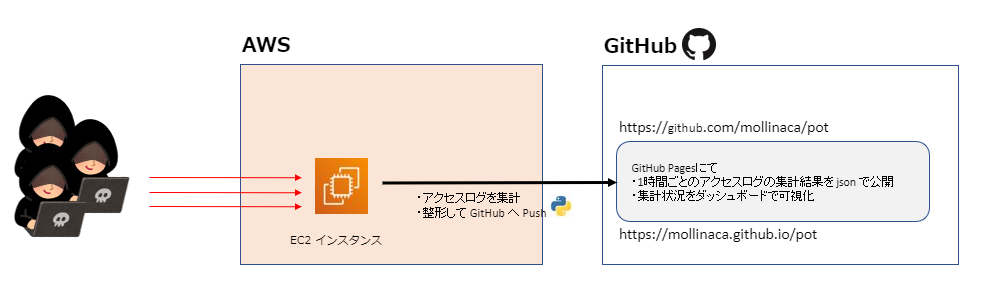 AWS
GitHub
https://github.com/mollinaca/pot
GitHub Pagesにて
・1時間ごとのアクセスログの集計結果を json で公開
・集計状況をダッシュボードで可視化
・アクセスログを集計
・整形して GitHub へ Push
https://mollinaca.github.io/pot
EC2 インスタンス